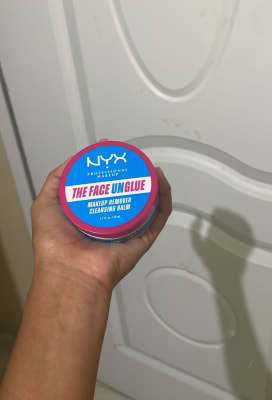 NYX
PROFESSIONAL
MAKEUP
THE FACE UNGLUE
MAKEUP REMOVER
CLEANSING BALM